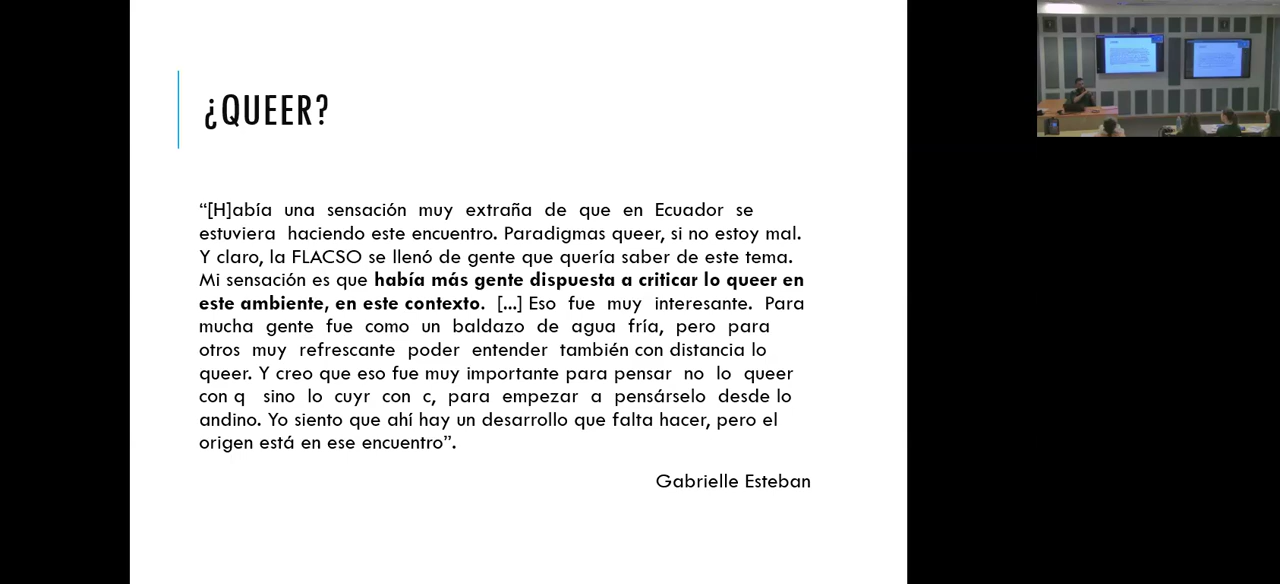 ¿QUEER?
“[H]abía una sensación muy extraña de que en Ecuador se
estuviera haciendo este encuentro. Paradigmas queer, si no estoy mal.
Y claro, la FLACSO se llenó de gente que quería saber de este tema.
Mi sensación es que había más gente dispuesta a criticar lo queer en
este ambiente, en este contexto. [...] Eso fue muy interesante. Para
mucha gente fue como un baldazo de agua fría, pero para
otros muy refrescante poder entender también con distancia lo
queer. Y creo que eso fue muy importante para pensar no lo queer
con q sino lo cuyr con c, para empezar a pensárselo desde lo
andino. Yo siento que ahí hay un desarrollo que falta hacer, pero el
origen está en ese encuentro”.
Gabrielle Esteban